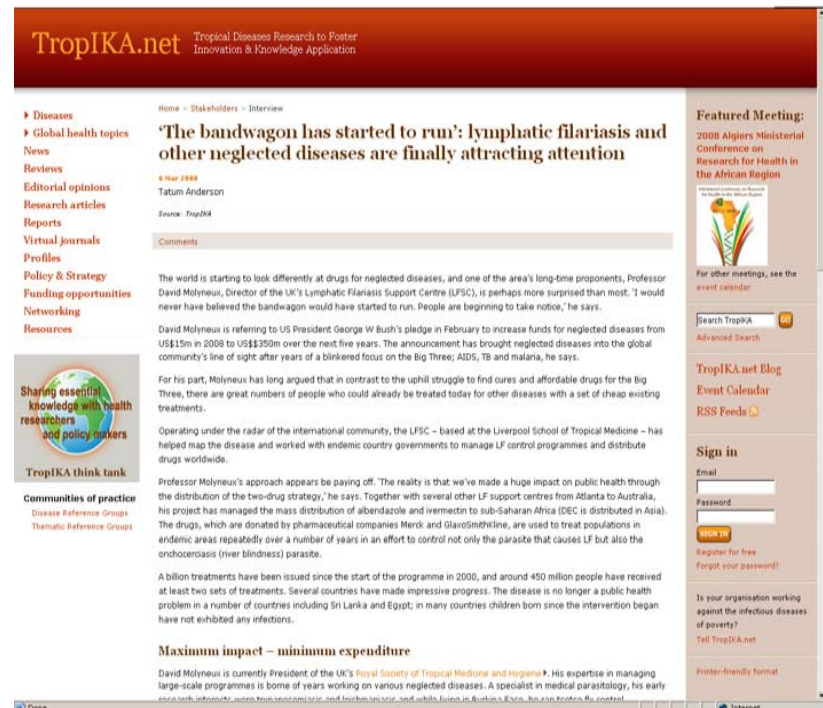 TropIKA.net
Tropical Diseases Research to Foster
Innovation & Knowledge Application
Diseases
Global health topics
News
Reviews
Editorial opinions
Research articles
Reports
Virtual journals
Profiles
Policy & Strategy
Funding opportunities
Networking
Resources
Sharing essential
knowledge with health
researchers
and policy makers
TropIKA think tank
Communities of practice
Disease Reference Groups
Thematic Reference Groups
Home > Stakeholders > Interview
‘The bandwagon has started to run’: lymphatic filariasis and
other neglected diseases are finally attracting attention
6 Mar 2008
Tatum Anderson
Source: TropIKA
Comments
The world is starting to look differently at drugs for neglected diseases, and one of the area's long-time proponents, Professor
David Molyneux, Director of the UK's Lymphatic Filariasis Support Centre (LFSC), is perhaps more surprised than most. 'I would
never have believed the bandwagon would have started to run. People are beginning to take notice,' he says.
David Molyneux is referring to US President George W Bush's pledge in February to increase funds for neglected diseases from
US$15m in 2008 to US$$350m over the next five years. The announcement has brought neglected diseases into the global
community's line of sight after years of a blinkered focus on the Big Three; AIDS, TB and malaria, he says.
For his part, Molyneux has long argued that in contrast to the uphill struggle to find cures and affordable drugs for the Big
Three, there are great numbers of people who could already be treated today for other diseases with a set of cheap existing
treatments.
Operating under the radar of the international community, the LFSC – based at the Liverpool School of Tropical Medicine – has
helped map the disease and worked with endemic country governments to manage LF control programmes and distribute
drugs worldwide.
Professor Molyneux's approach appears be paying off. 'The reality is that we've made a huge impact on public health through
the distribution of the two-drug strategy,' he says. Together with several other LF support centres from Atlanta to Australia,
his project has managed the mass distribution of albendazole and ivermectin to sub-Saharan Africa (DEC is distributed in Asia).
The drugs, which are donated by pharmaceutical companies Merck and GlaxoSmithKline, are used to treat populations in
endemic areas repeatedly over a number of years in an effort to control not only the parasite that causes LF but also the
onchocerciasis (river blindness) parasite.
A billion treatments have been issued since the start of the programme in 2000, and around 450 million people have received
at least two sets of treatments. Several countries have made impressive progress. The disease is no longer a public health
problem in a number of countries including Sri Lanka and Egypt; in many countries children born since the intervention began
have not exhibited any infections.
Maximum impact – minimum expenditure
David Molyneux is currently President of the UK's Royal Society of Tropical Medicine and Hygiene. His expertise in managing
large-scale programmes is borne of years working on various neglected diseases. A specialist in medical parasitology, his early
research interests were trypanosomiasis and leishmaniasis and while living in Burkina Faso, he ran tsetse fly control
Featured Meeting:
2008 Algiers Ministerial
Conference on
Research for Health in
the African Region
For other meetings, see the
event calendar
Search TropIKA
GO
Advanced Search
TropIKA.net Blog
Event Calendar
RSS Feeds
Sign in
Email
Password
SIGN IN
Register for free
Forgot your password?
Is your organisation working
against the infectious diseases
of poverty?
Tell TropIKA.net
Printer-friendly format
Done
Internet